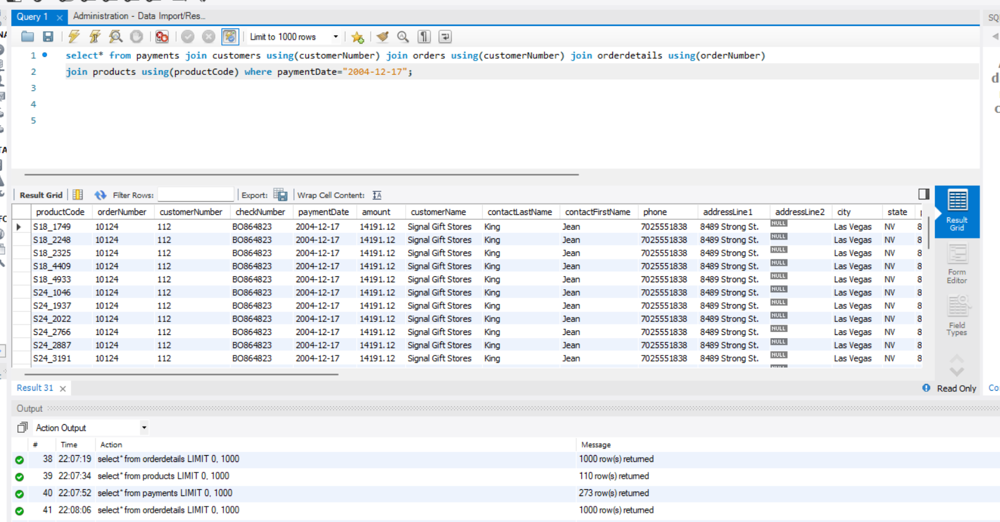 Query 1
Administration - Data Import/Res...
SQ
Limit to 1000 rows
1 select* from payments join customers using(customerNumber) join orders using(customerNumber) join orderdetails using(orderNumber)
2 join products using(productCode) where paymentDate="2004-12-17";
3
4
5
Result Grid Filter Rows: Export: Wrap Cell Content:
productCode orderNumber customerNumber checkNumber paymentDate amount customerName contactLastName contactFirstName phone addressLine1 addressLine2 city state
S18_1749 10124 112 BO864823 2004-12-17 14191.12 Signal Gift Stores King Jean 7025551838 8489 Strong St. NULL Las Vegas NV 8
S18_2248 10124 112 BO864823 2004-12-17 14191.12 Signal Gift Stores King Jean 7025551838 8489 Strong St. NULL Las Vegas NV 8
S18_2325 10124 112 BO864823 2004-12-17 14191.12 Signal Gift Stores King Jean 7025551838 8489 Strong St. NULL Las Vegas NV 8
S18_4409 10124 112 BO864823 2004-12-17 14191.12 Signal Gift Stores King Jean 7025551838 8489 Strong St. NULL Las Vegas NV 8
S18_4933 10124 112 BO864823 2004-12-17 14191.12 Signal Gift Stores King Jean 7025551838 8489 Strong St. NULL Las Vegas NV 8
S24_1046 10124 112 BO864823 2004-12-17 14191.12 Signal Gift Stores King Jean 7025551838 8489 Strong St. NULL Las Vegas NV 8
S24_1937 10124 112 BO864823 2004-12-17 14191.12 Signal Gift Stores King Jean 7025551838 8489 Strong St. NULL Las Vegas NV 8
S24_2022 10124 112 BO864823 2004-12-17 14191.12 Signal Gift Stores King Jean 7025551838 8489 Strong St. NULL Las Vegas NV 8
S24_2766 10124 112 BO864823 2004-12-17 14191.12 Signal Gift Stores King Jean 7025551838 8489 Strong St. NULL Las Vegas NV 8
S24_2887 10124 112 BO864823 2004-12-17 14191.12 Signal Gift Stores King Jean 7025551838 8489 Strong St. NULL Las Vegas NV 8
S24_3191 10124 112 BO864823 2004-12-17 14191.12 Signal Gift Stores King Jean 7025551838 8489 Strong St. NULL Las Vegas NV 8
Result
Grid
Form
Editor
Field
Types
Result 31
Read Only
Output
Action Output
# Time Action Message
38 22:07:19 select* from orderdetails LIMIT 0, 1000 1000 row(s) returned
39 22:07:34 select* from products LIMIT 0, 1000 110 row(s) returned
40 22:07:52 select* from payments LIMIT 0, 1000 273 row(s) returned
41 22:08:06 select* from orderdetails LIMIT 0, 1000 1000 row(s) returned